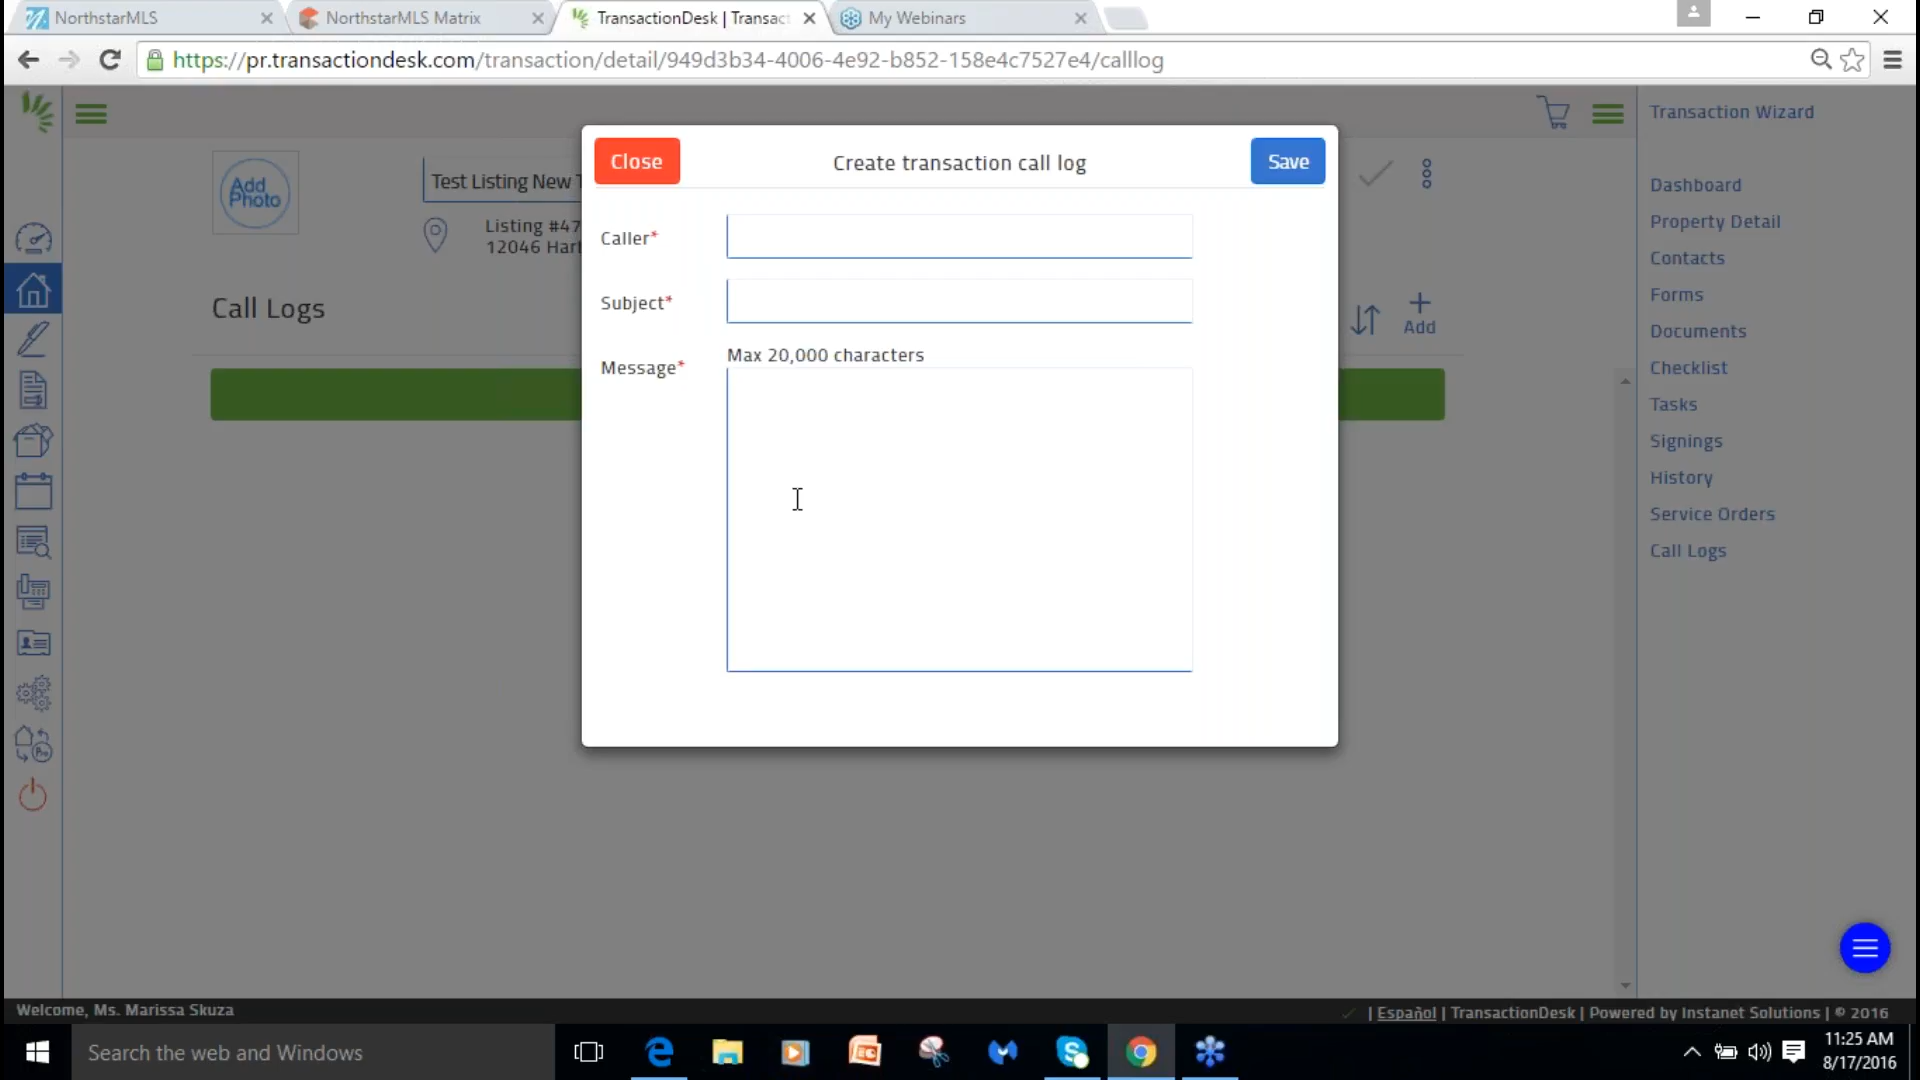 NorthstarMLS
NorthstarMLS Matrix
TransactionDesk | Transact
My Webinars
https://pr.transactiondesk.com/transaction/detail/949d3b34-4006-4e92-b852-158e4c7527e4/calllog
Add
Photo
Test Listing New T
Listing #47
12046 Harl
Call Logs
Add
Close
Create transaction call log
Save
Caller*
Subject*
Message*
Max 20,000 characters
Transaction Wizard
Dashboard
Property Detail
Contacts
Forms
Documents
Checklist
Tasks
Signings
History
Service Orders
Call Logs
Welcome, Ms. Marissa Skuza
| Español | TransactionDesk | Powered by Instanet Solutions | © 2016
Search the web and Windows
11:25 AM
8/17/2016